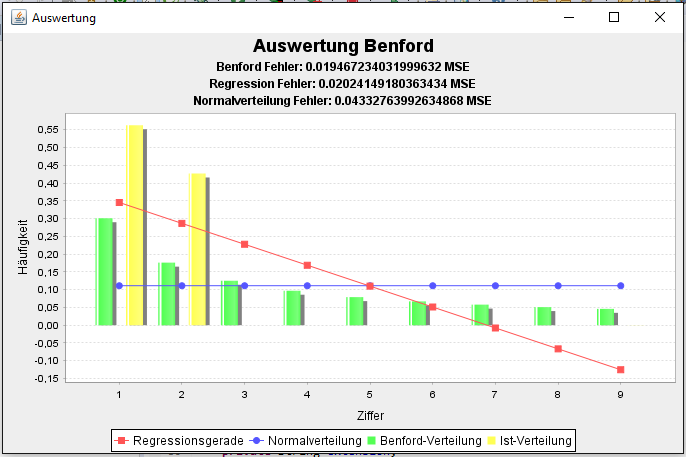 Auswertung
Auswertung Benford
Benford Fehler: 0.019467234031999632 MSE
Regression Fehler: 0.02024149180363434 MSE
Normalverteilung Fehler: 0.04332763992634868 MSE
0,55
0,50
0,45
0,40
0,35
0,30
0,25
0,20
0,15
0,10
0,05
0,00
-0,05
-0,10
-0,15
Häufigkeit
1 2 3 4 5 6 7 8 9
Ziffer
Regressionsgerade Normalverteilung Benford-Verteilung Ist-Verteilung